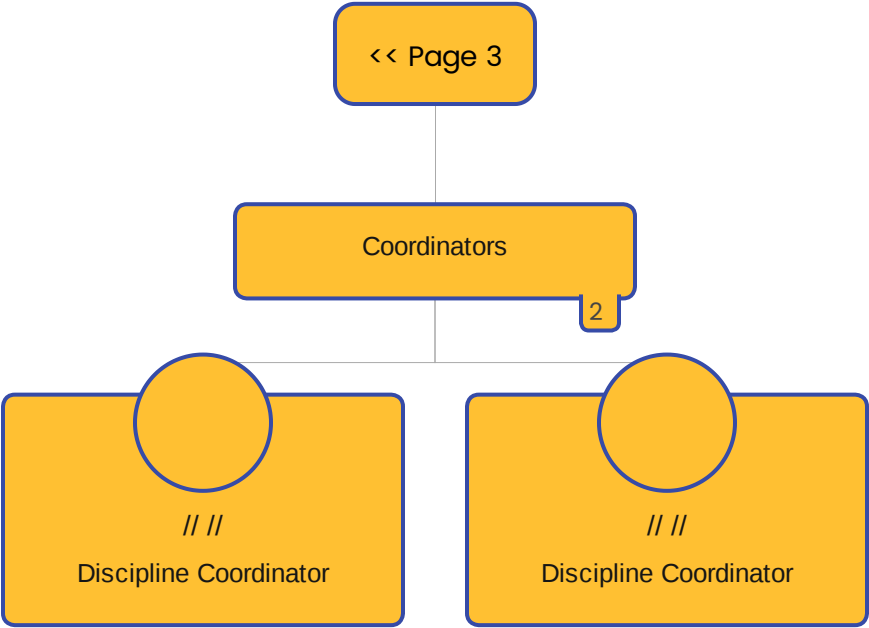 << Page 3
Coordinators
2
// //
Discipline Coordinator
// //
Discipline Coordinator